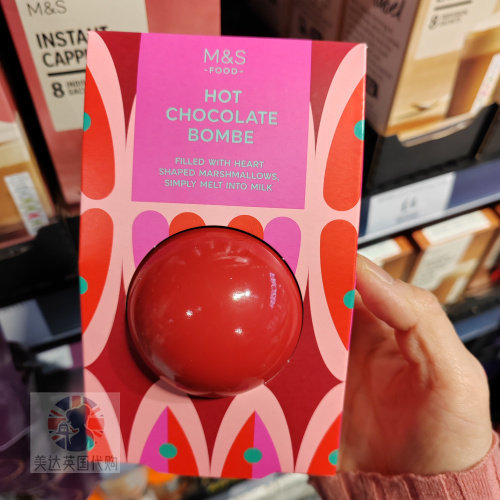 M&S
INSTANT
CAPP
8
M&S
-FOOD-
HOT
CHOCOLATE
BOMBE
FILLED WITH HEART
SHAPED MARSHMALLOWS,
SIMPLY MELT INTO MILK
8
美达英国代购